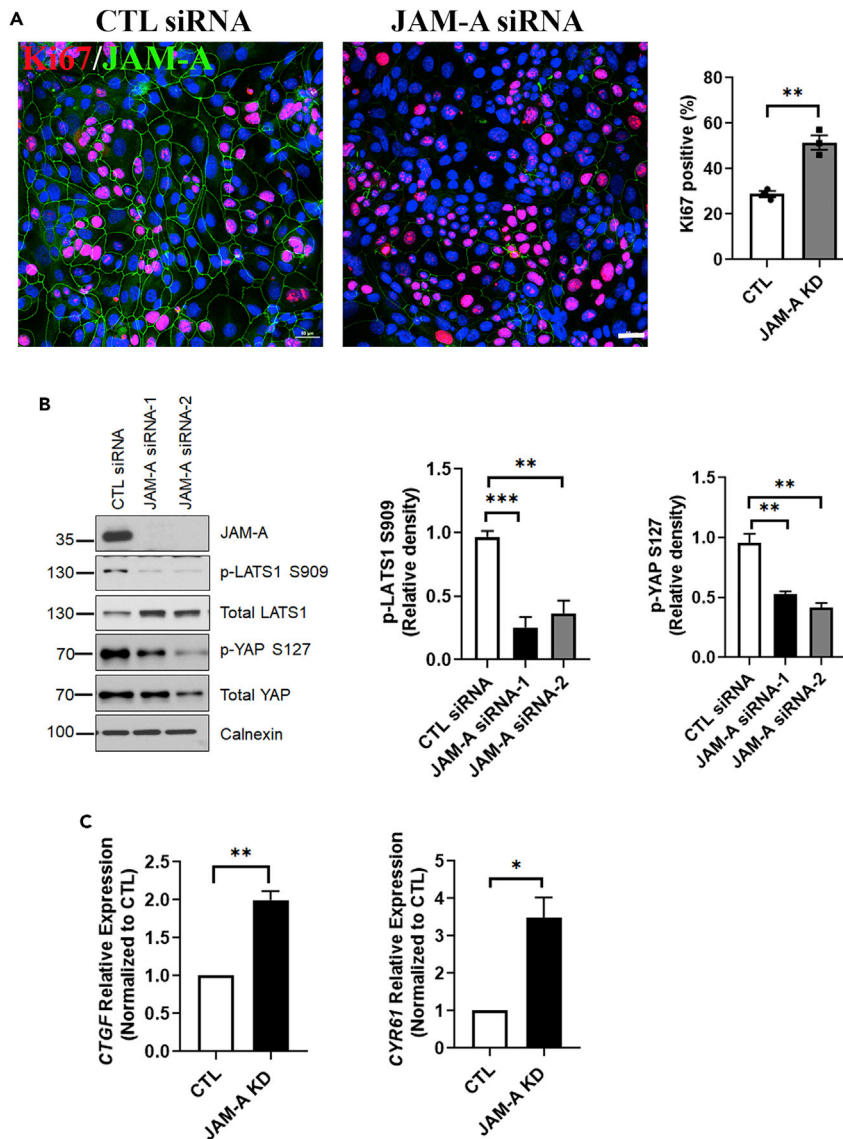 A
CTL siRNA
JAM-A siRNA
Ki67/JAM-A
Ki67 positive (%)
80
60
40
20
0
**
CTL
JAM-A KD
B
CTL siRNA
JAM-A siRNA-1
JAM-A siRNA-2
35
JAM-A
130
p-LATS1 S909
130
Total LATS1
70
p-YAP S127
70
Total YAP
100
Calnexin
p-LATS1 S909
(Relative density)
1.5
1.0
0.5
0.0
**
***
CTL siRNA
JAM-A siRNA-1
JAM-A siRNA-2
p-YAP S127
(Relative density)
1.5
1.0
0.5
0.0
**
**
CTL siRNA
JAM-A siRNA-1
JAM-A siRNA-2
C
CTGF Relative Expression
(Normalized to CTL)
2.5
2.0
1.5
1.0
0.5
0.0
**
CTL
JAM-A KD
CYR61 Relative Expression
(Normalized to CTL)
5
4
3
2
1
0
*
CTL
JAM-A KD